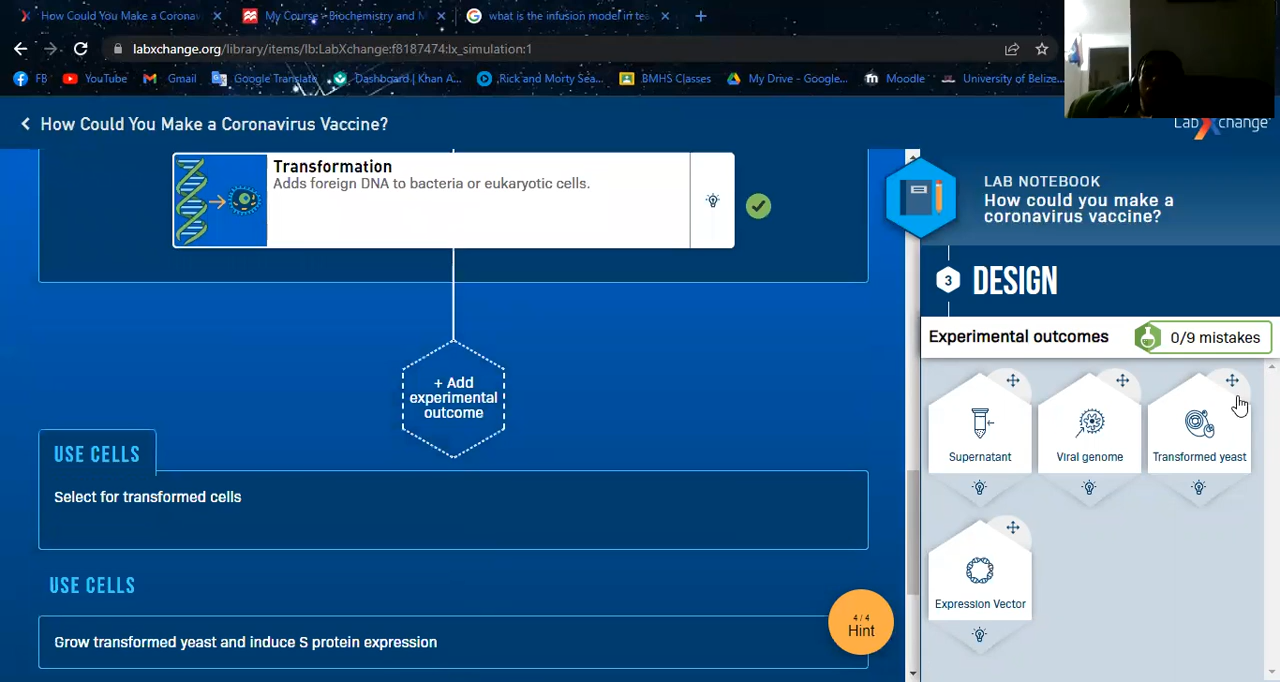 How Could You Make a Coronav
My Course - Biochemistry and M
what is the infusion model in tea
labxchange.org/library/items/lb:LabXchange:f8187474:lx_simulation:1
FB
YouTube
Gmail
Google Translate
Dashboard | Khan A...
Rick and Morty Sea...
BMHS Classes
My Drive - Google...
Moodle
University of Belize...
How Could You Make a Coronavirus Vaccine?
Lab Xchange
Transformation
Adds foreign DNA to bacteria or eukaryotic cells.
+ Add
experimental
outcome
USE CELLS
Select for transformed cells
USE CELLS
Grow transformed yeast and induce S protein expression
4 / 4
Hint
LAB NOTEBOOK
How could you make a
coronavirus vaccine?
3 DESIGN
Experimental outcomes
0/9 mistakes
Supernatant
Viral genome
Transformed yeast
Expression Vector